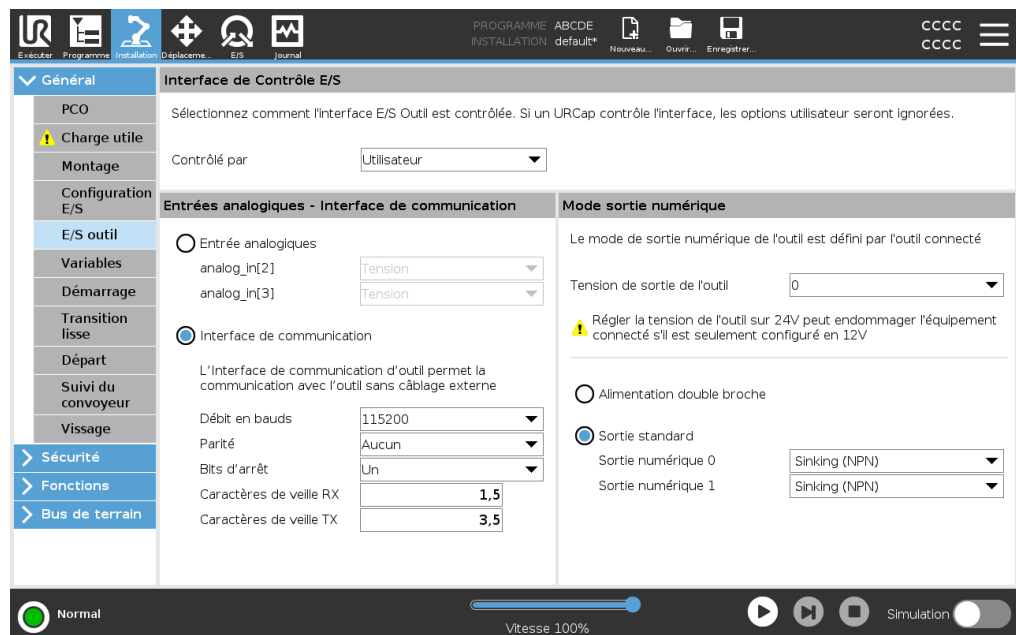 UR
Exécuter
Programme
Installation
Déplaceme...
E/S
Journal
PROGRAMME ABCDE
INSTALLATION default*
Nouveau...
Ouvrir...
Enregistrer...
CCCC
CCCC
Général
PCO
Charge utile
Montage
Configuration
E/S
E/S outil
Variables
Démarrage
Transition
lisse
Départ
Suivi du
convoyeur
Vissage
Sécurité
Fonctions
Bus de terrain
Interface de Contrôle E/S
Sélectionnez comment l'interface E/S Outil est contrôlée. Si un URCap contrôle l'interface, les options utilisateur seront ignorées.
Contrôlé par
Utilisateur
Entrées analogiques - Interface de communication
Entrée analogiques
analog_in[2] Tension
analog_in[3] Tension
Interface de communication
L'Interface de communication d'outil permet la
communication avec l'outil sans câblage externe
Débit en bauds 115200
Parité Aucun
Bits d'arrêt Un
Caractères de veille RX 1,5
Caractères de veille TX 3,5
Mode sortie numérique
Le mode de sortie numérique de l'outil est défini par l'outil connecté
Tension de sortie de l'outil 0
Régler la tension de l'outil sur 24V peut endommager l'équipement
connecté s'il est seulement configuré en 12V
Alimentation double broche
Sortie standard
Sortie numérique 0 Sinking (NPN)
Sortie numérique 1 Sinking (NPN)
Normal
Vitesse 100%
Simulation